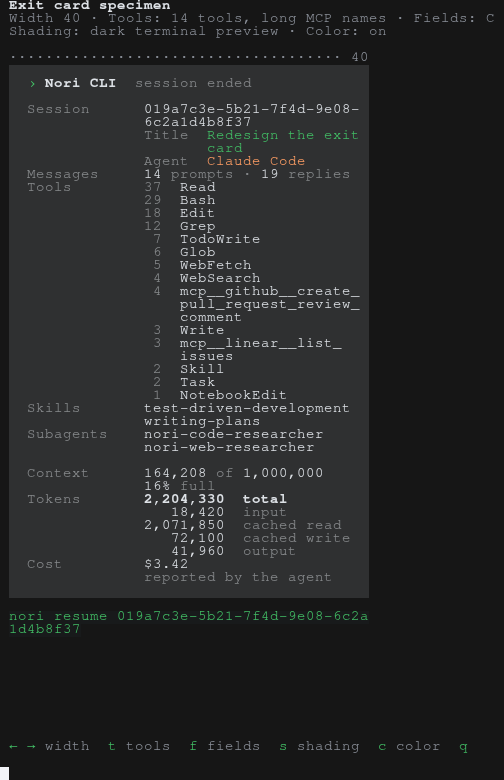 Exit card specimen
Width 40 · Tools: 14 tools, long MCP names · Fields: C
Shading: dark terminal preview · Color: on
····································· 40
› Nori CLI  session ended
Session 019a7c3e-5b21-7f4d-9e08-
6c2a1d4b8f37
Title Redesign the exit
card
Agent Claude Code
Messages 14 prompts · 19 replies
Tools 37 Read
29 Bash
18 Edit
12 Grep
7 TodoWrite
6 Glob
5 WebFetch
4 WebSearch
4 mcp__github__create_
pull_request_review_
comment
3 Write
3 mcp__linear__list_
issues
2 Skill
2 Task
1 NotebookEdit
Skills test-driven-development
writing-plans
Subagents nori-code-researcher
nori-web-researcher
Context 164,208 of 1,000,000
16% full
Tokens 2,204,330 total
18,420 input
2,071,850 cached read
72,100 cached write
41,960 output
Cost $3.42
reported by the agent
nori resume 019a7c3e-5b21-7f4d-9e08-6c2a
1d4b8f37
← → width  t tools  f fields  s shading  c color  q